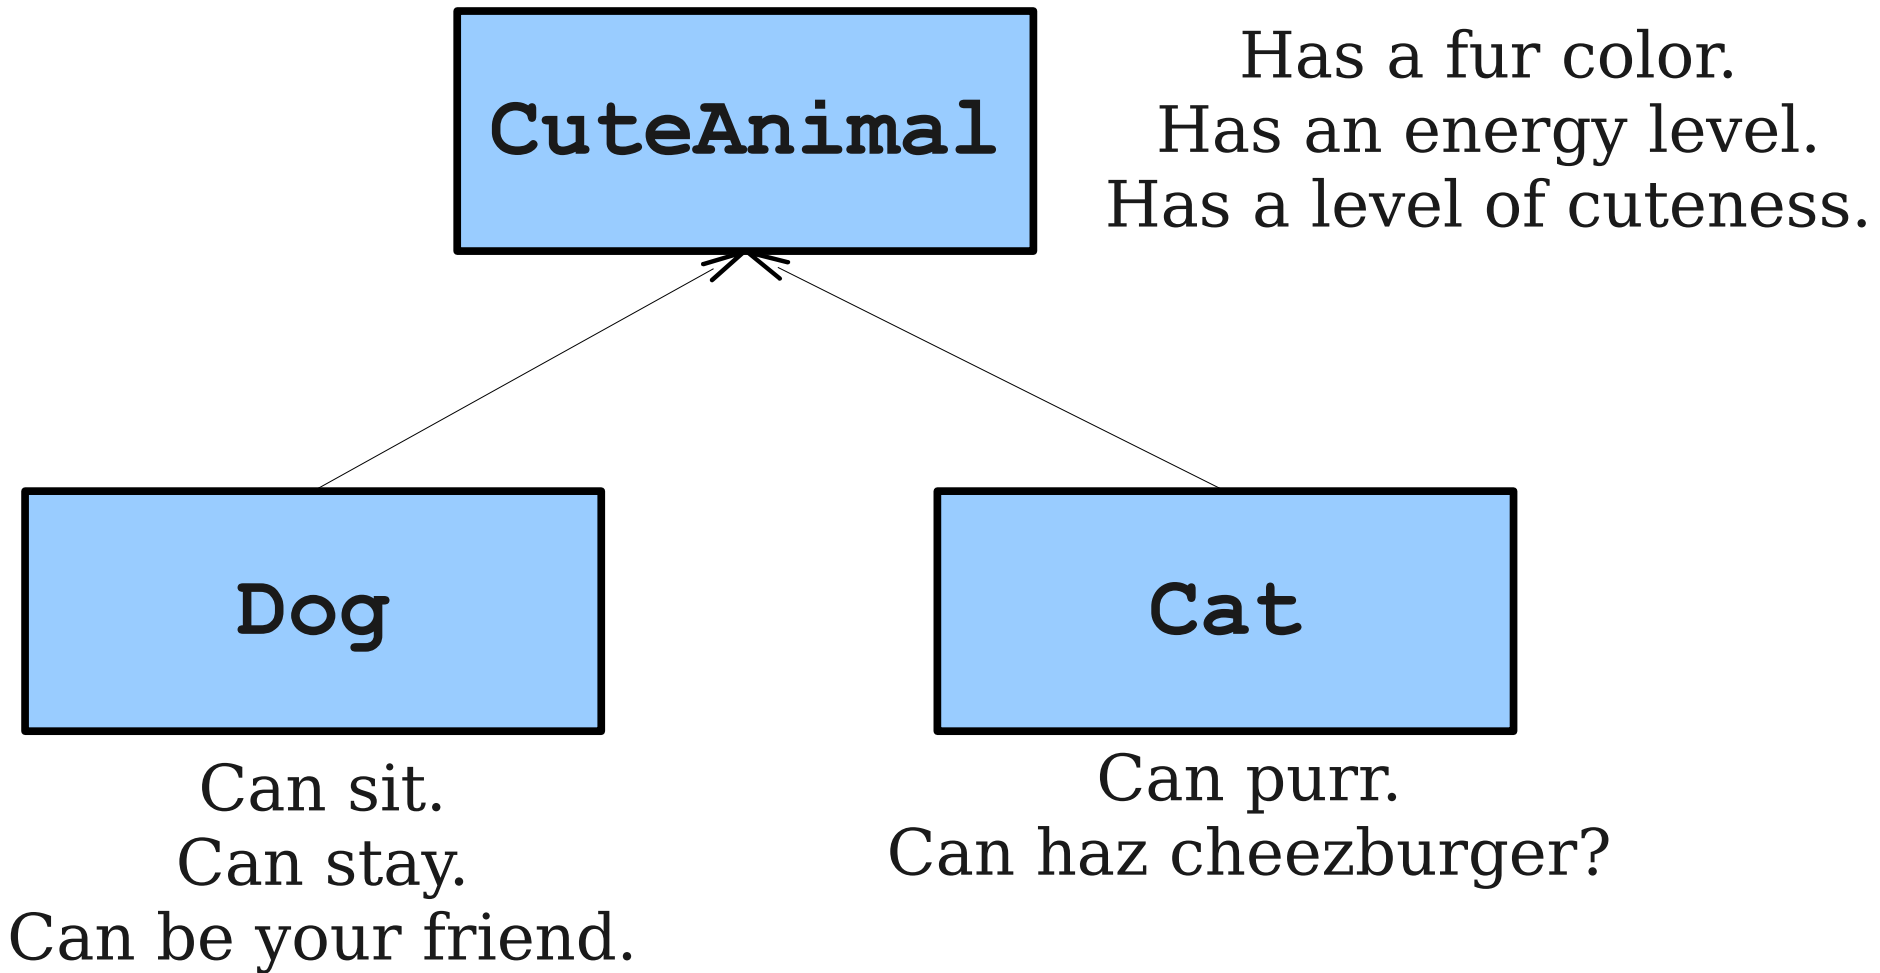 CuteAnimal
Has a fur color.
Has an energy level.
Has a level of cuteness.
Dog
Can sit.
Can stay.
Can be your friend.
Cat
Can purr.
Can haz cheezburger?